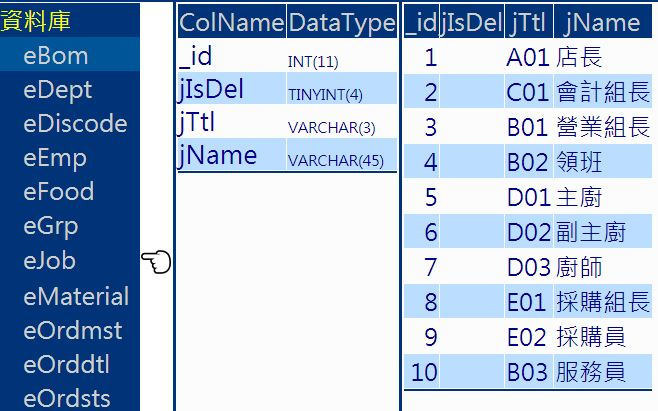 資料庫
eBom
eDept
eDiscode
eEmp
eFood
eGrp
eJob
eMaterial
eOrdmst
eOrddtl
eOrdsts
ColName DataType
_id INT(11)
jIsDel TINYINT(4)
jTtl VARCHAR(3)
jName VARCHAR(45)
_id jIsDel jTtl jName
1 A01 店長
2 C01 會計組長
3 B01 營業組長
4 B02 領班
5 D01 主廚
6 D02 副主廚
7 D03 廚師
8 E01 採購組長
9 E02 採購員
10 B03 服務員